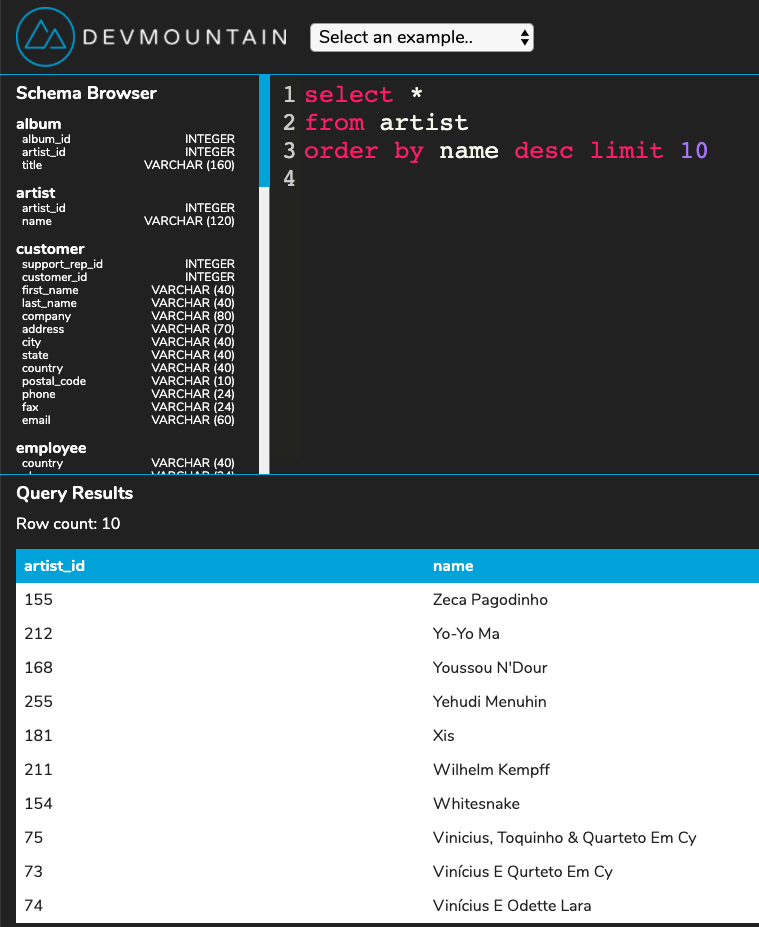 DEVMOUNTAIN
Select an example..
Schema Browser
album
album_id INTEGER
artist_id INTEGER
title VARCHAR (160)
artist
artist_id INTEGER
name VARCHAR (120)
customer
support_rep_id INTEGER
customer_id INTEGER
first_name VARCHAR (40)
last_name VARCHAR (40)
company VARCHAR (80)
address VARCHAR (70)
city VARCHAR (40)
state VARCHAR (40)
country VARCHAR (40)
postal_code VARCHAR (10)
phone VARCHAR (24)
fax VARCHAR (24)
email VARCHAR (60)
employee
country VARCHAR (40)
1 select *
2 from artist
3 order by name desc limit 10
4
Query Results
Row count: 10
artist_id name
155 Zeca Pagodinho
212 Yo-Yo Ma
168 Youssou N'Dour
255 Yehudi Menuhin
181 Xis
211 Wilhelm Kempff
154 Whitesnake
75 Vinicius, Toquinho & Quarteto Em Cy
73 Vinícius E Qurteto Em Cy
74 Vinícius E Odette Lara